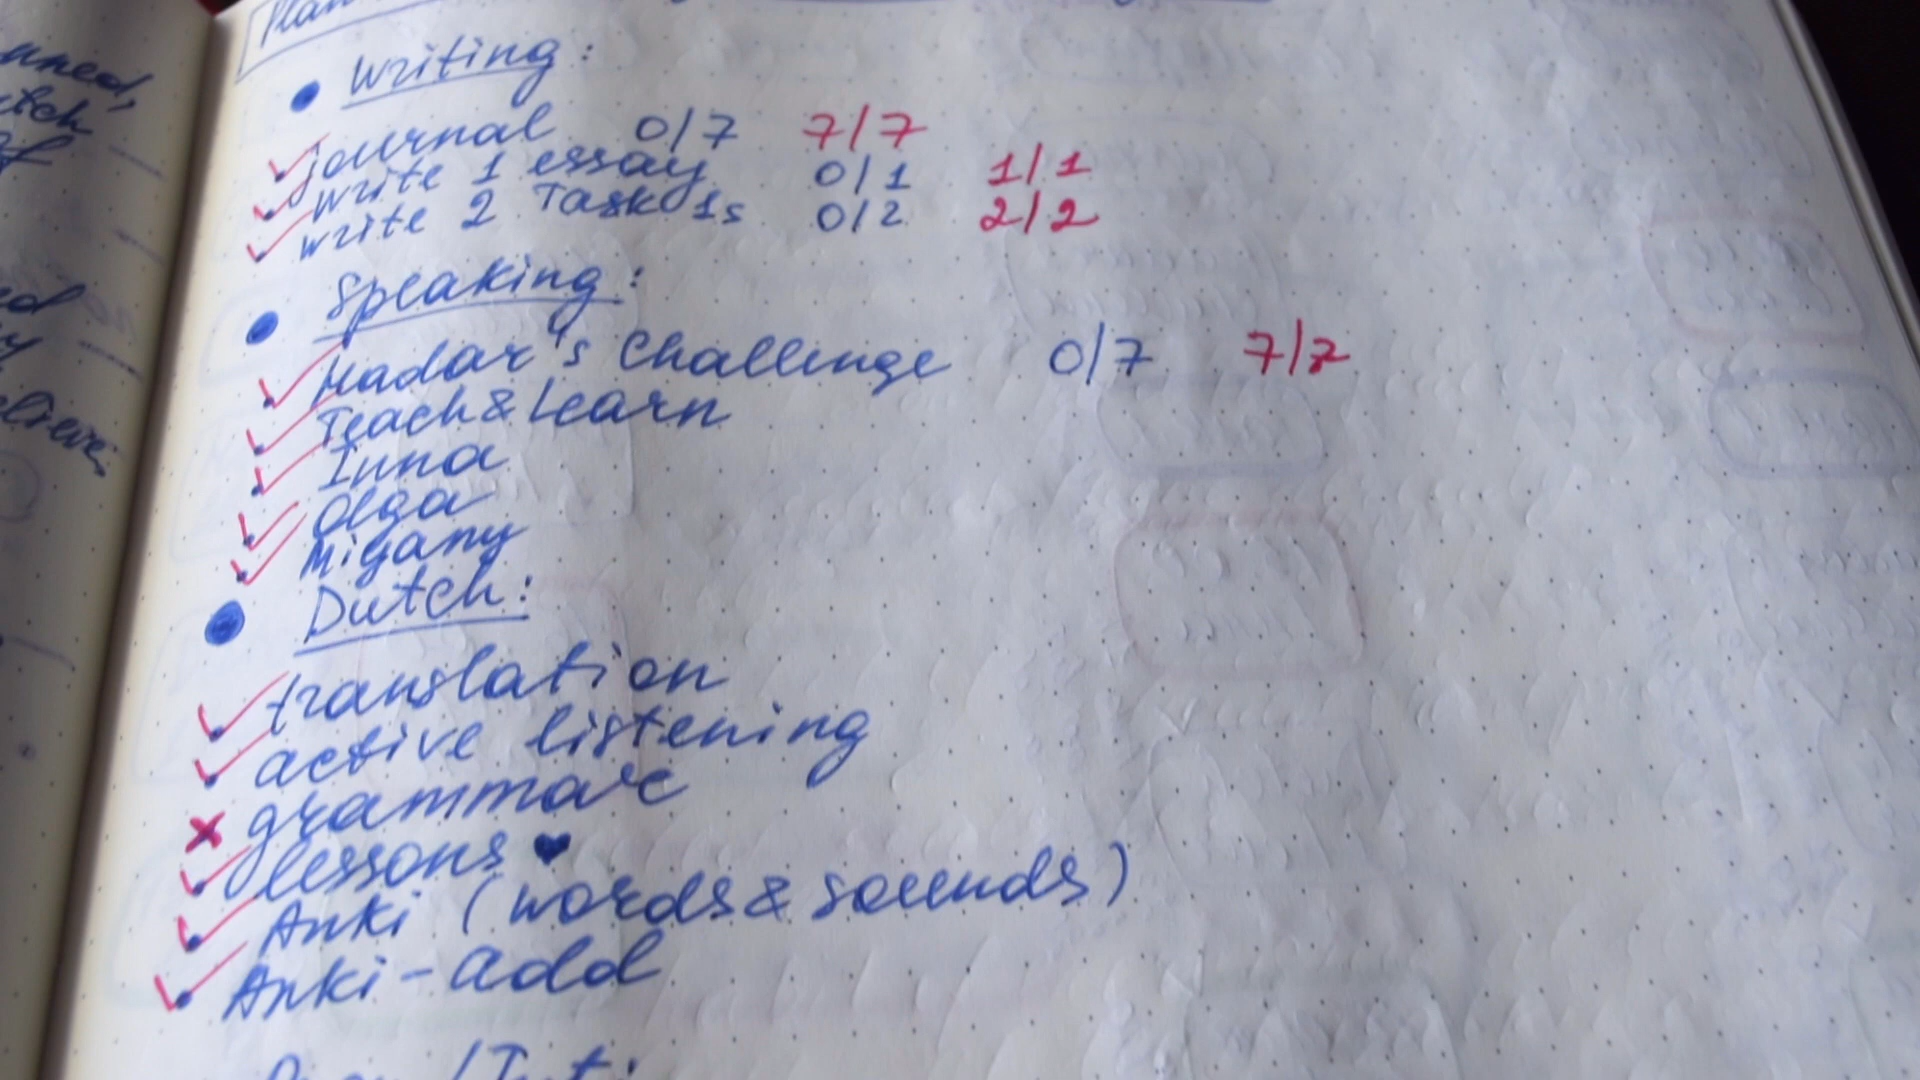 Plan
• Writing:
journal 0/7 7/7
write 1 essay 0/1 1/1
write 2 Task 1s 0/2 2/2
• Speaking:
Hadar's Challenge 0/7 7/7
Teach & Learn
Inna
Olga
Migany
• Dutch:
translation
active listening
grammar
lessons ♥
Anki (words & sounds)
Anki - add